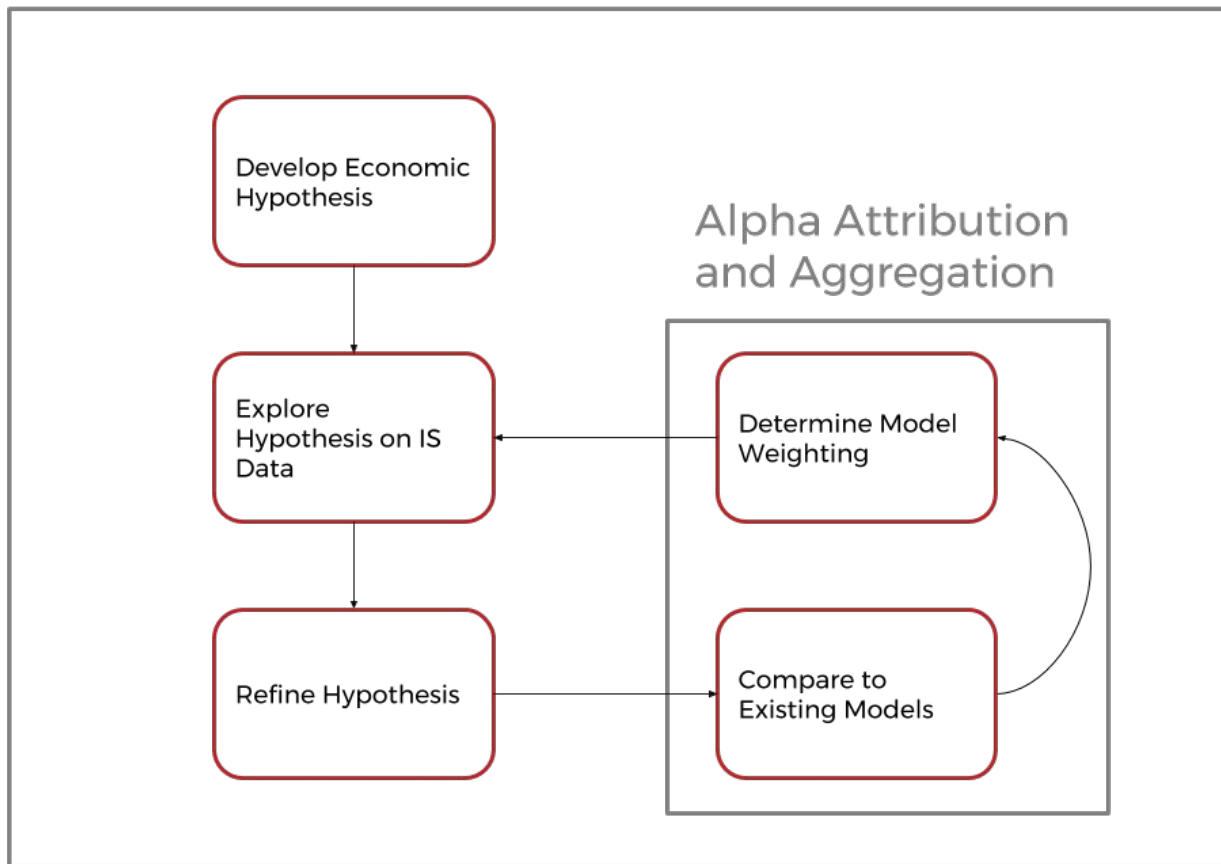 Develop Economic
Hypothesis
Alpha Attribution
and Aggregation
Explore
Hypothesis on IS
Data
Determine Model
Weighting
Refine Hypothesis
Compare to
Existing Models